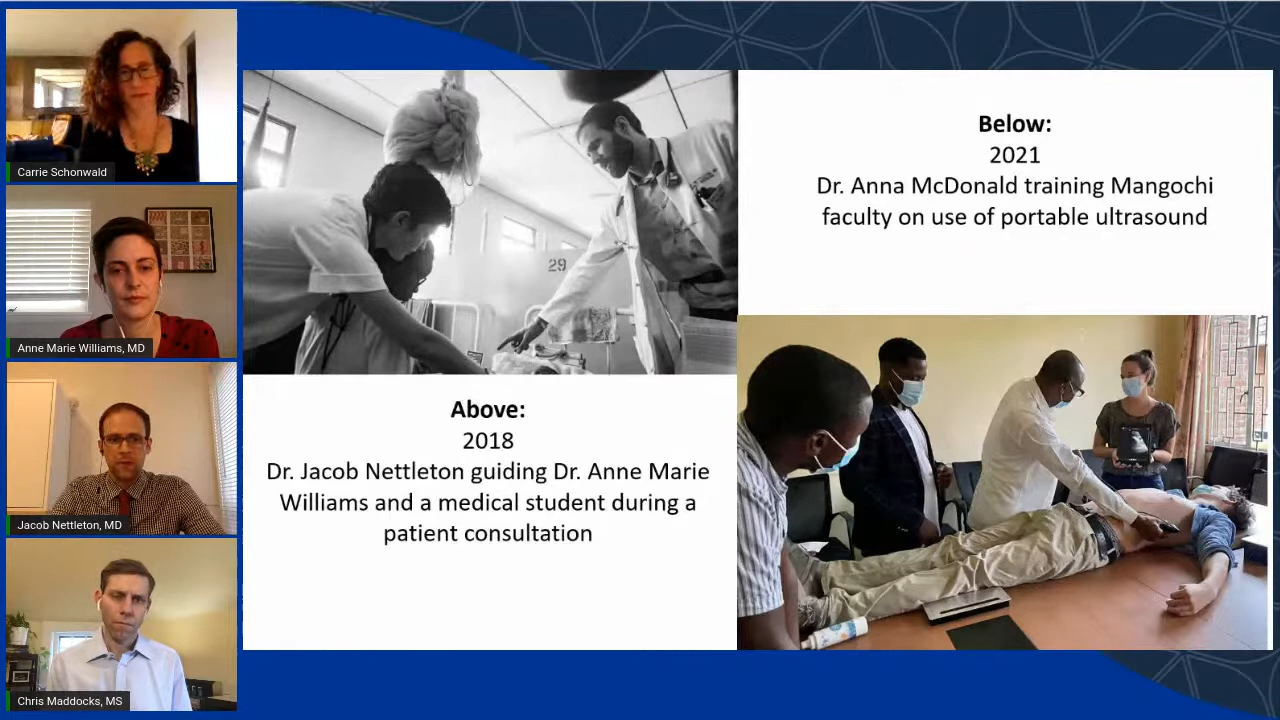 Carrie Schonwald
Anne Marie Williams, MD
Jacob Nettleton, MD
Chris Maddocks, MS
29
Above:
2018
Dr. Jacob Nettleton guiding Dr. Anne Marie
Williams and a medical student during a
patient consultation
Below:
2021
Dr. Anna McDonald training Mangochi
faculty on use of portable ultrasound